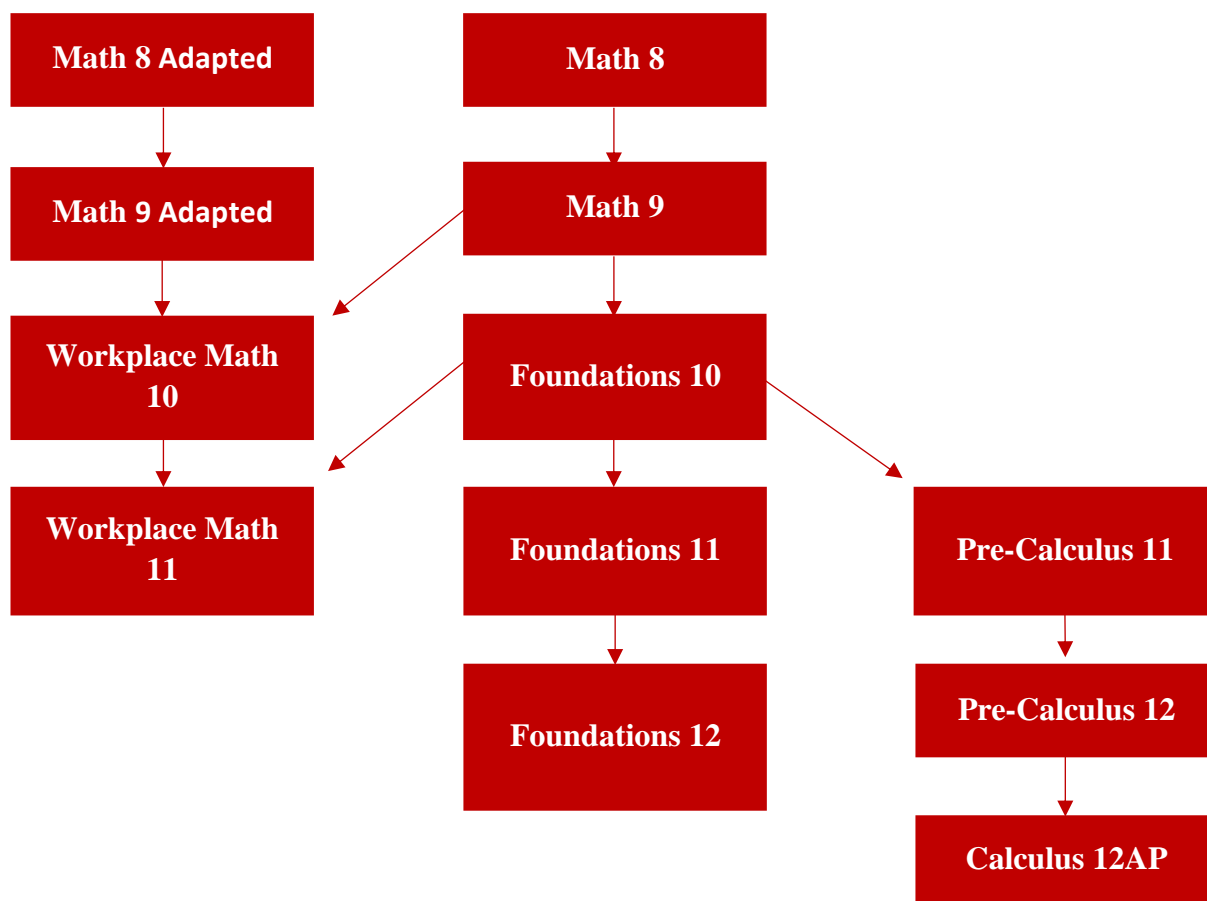 Math 8 Adapted
Math 8
Math 9 Adapted
Math 9
Workplace Math
10
Foundations 10
Workplace Math
11
Foundations 11
Pre-Calculus 11
Foundations 12
Pre-Calculus 12
Calculus 12AP